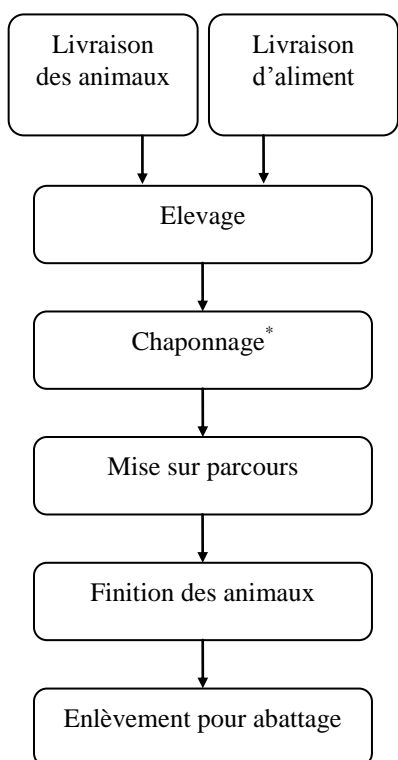 Livraison
des animaux
Livraison
d’aliment
Elevage
Chaponnage*
Mise sur parcours
Finition des animaux
Enlèvement pour abattage